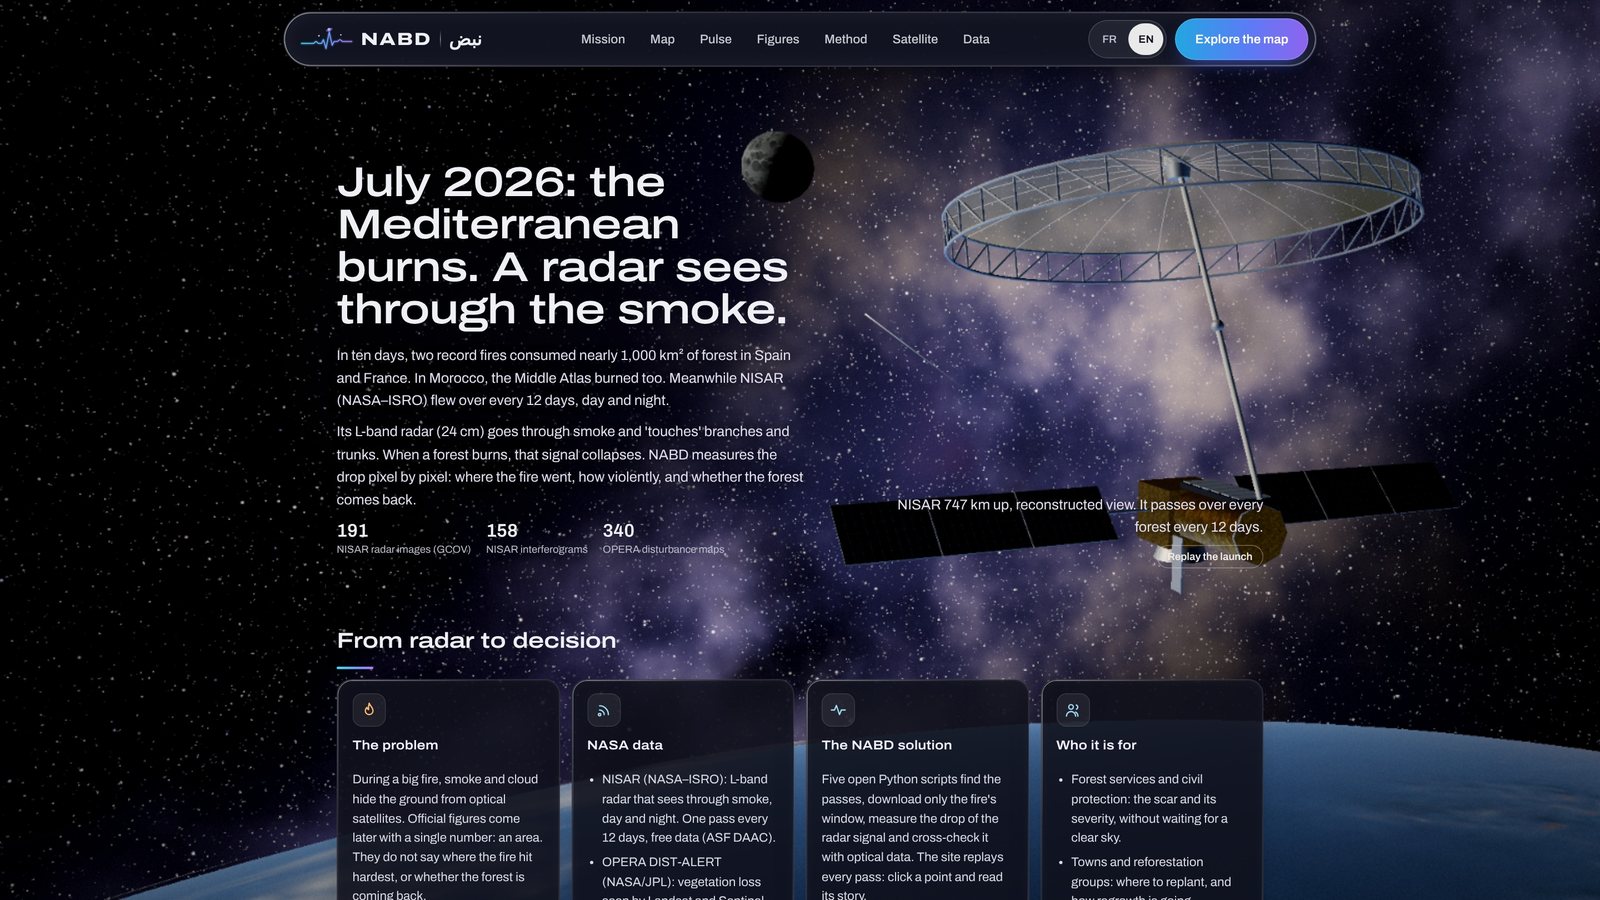 NABD | نبض
Mission
Map
Pulse
Figures
Method
Satellite
Data
FR
EN
Explore the map
July 2026: the
Mediterranean
burns. A radar sees
through the smoke.
In ten days, two record fires consumed nearly 1,000 km² of forest in Spain
and France. In Morocco, the Middle Atlas burned too. Meanwhile NISAR
(NASA–ISRO) flew over every 12 days, day and night.
Its L-band radar (24 cm) goes through smoke and 'touches' branches and
trunks. When a forest burns, that signal collapses. NABD measures the
drop pixel by pixel: where the fire went, how violently, and whether the forest
comes back.
191
NISAR radar images (GCOV)
158
NISAR interferograms
340
OPERA disturbance maps
NISAR 747 km up, reconstructed view. It passes over every
forest every 12 days.
Replay the launch
From radar to decision
The problem
During a big fire, smoke and cloud
hide the ground from optical
satellites. Official figures come
later with a single number: an area.
They do not say where the fire hit
hardest, or whether the forest is
coming back.
NASA data
• NISAR (NASA–ISRO): L-band
radar that sees through smoke,
day and night. One pass every
12 days, free data (ASF DAAC).
• OPERA DIST-ALERT
(NASA/JPL): vegetation loss
seen by Landsat and Sentinel
The NABD solution
Five open Python scripts find the
passes, download only the fire's
window, measure the drop of the
radar signal and cross-check it
with optical data. The site replays
every pass: click a point and read
its story.
Who it is for
• Forest services and civil
protection: the scar and its
severity, without waiting for a
clear sky.
• Towns and reforestation
groups: where to replant, and
how regrowth is going